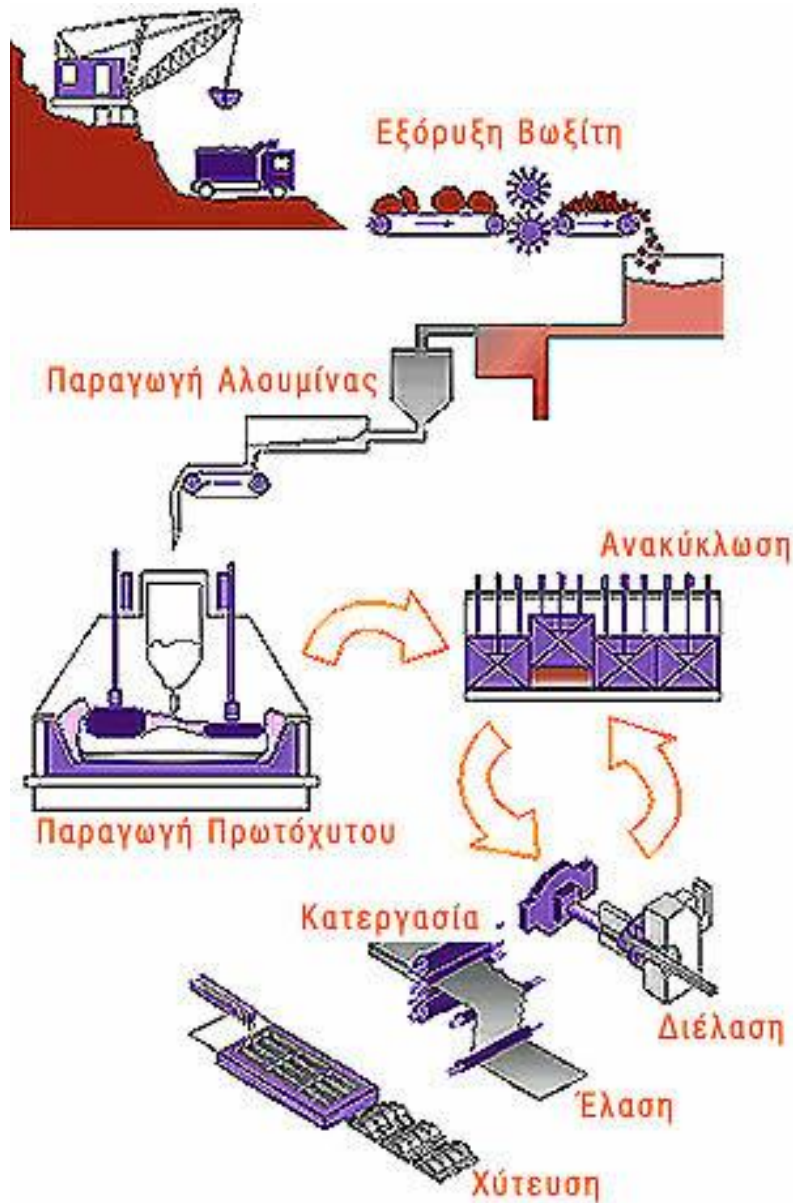 Εξόρυξη Βωξίτη
Παραγωγή Αλουμίνας
Ανακύκλωση
Παραγωγή Πρωτόχυτου
Κατεργασία
Διέλαση
Έλαση
Χύτευση